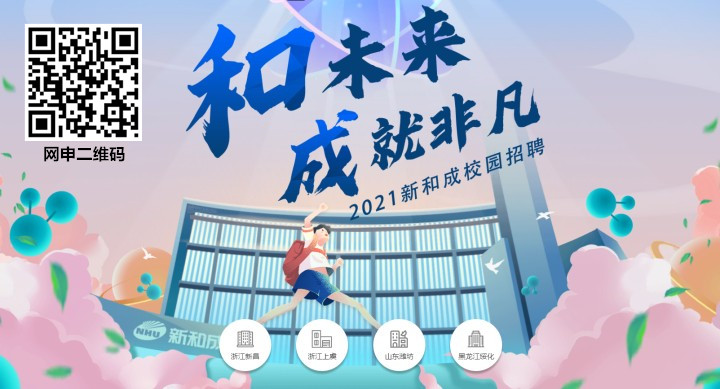 和未来
成就非凡
2021新和成校园招聘
网申二维码
NHU 新和成
浙江新昌
浙江上虞
山东潍坊
黑龙江绥化